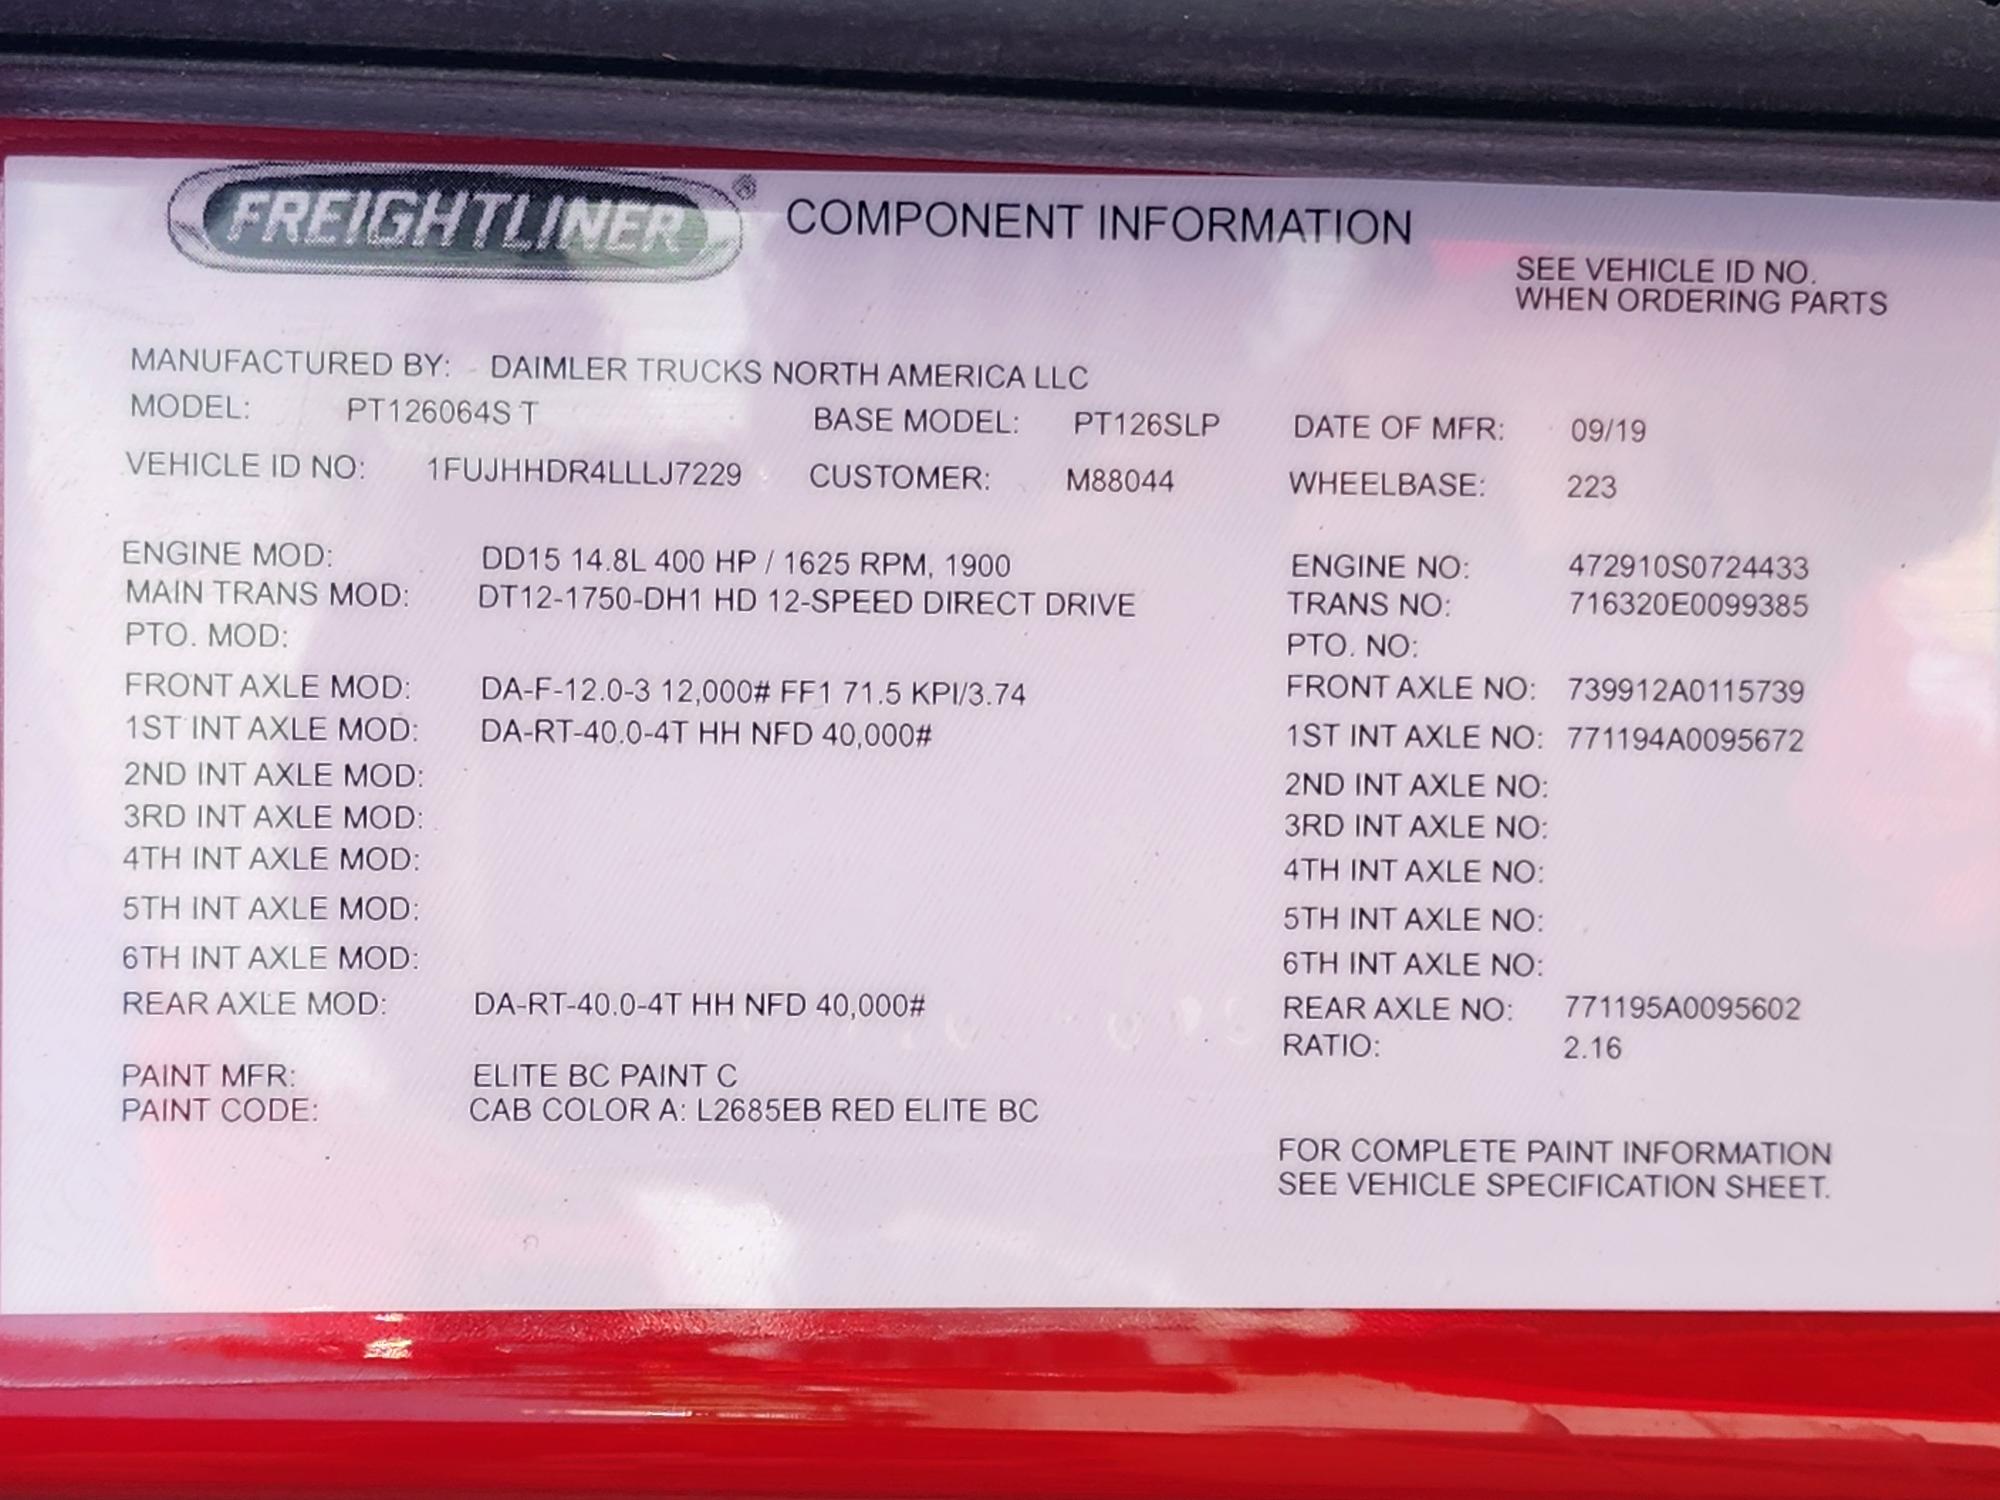 FREIGHTLINER® COMPONENT INFORMATION
SEE VEHICLE ID NO.
WHEN ORDERING PARTS
MANUFACTURED BY: DAIMLER TRUCKS NORTH AMERICA LLC
MODEL: PT126064S T BASE MODEL: PT126SLP DATE OF MFR: 09/19
VEHICLE ID NO: 1FUJHHDR4LLLJ7229 CUSTOMER: M88044 WHEELBASE: 223
ENGINE MOD: DD15 14.8L 400 HP / 1625 RPM, 1900 ENGINE NO: 472910S0724433
MAIN TRANS MOD: DT12-1750-DH1 HD 12-SPEED DIRECT DRIVE TRANS NO: 716320E0099385
PTO. MOD: PTO. NO:
FRONT AXLE MOD: DA-F-12.0-3 12,000# FF1 71.5 KPI/3.74 FRONT AXLE NO: 739912A0115739
1ST INT AXLE MOD: DA-RT-40.0-4T HH NFD 40,000# 1ST INT AXLE NO: 771194A0095672
2ND INT AXLE MOD: 2ND INT AXLE NO:
3RD INT AXLE MOD: 3RD INT AXLE NO:
4TH INT AXLE MOD: 4TH INT AXLE NO:
5TH INT AXLE MOD: 5TH INT AXLE NO:
6TH INT AXLE MOD: 6TH INT AXLE NO:
REAR AXLE MOD: DA-RT-40.0-4T HH NFD 40,000# REAR AXLE NO: 771195A0095602
RATIO: 2.16
PAINT MFR: ELITE BC PAINT C
PAINT CODE: CAB COLOR A: L2685EB RED ELITE BC
FOR COMPLETE PAINT INFORMATION
SEE VEHICLE SPECIFICATION SHEET.